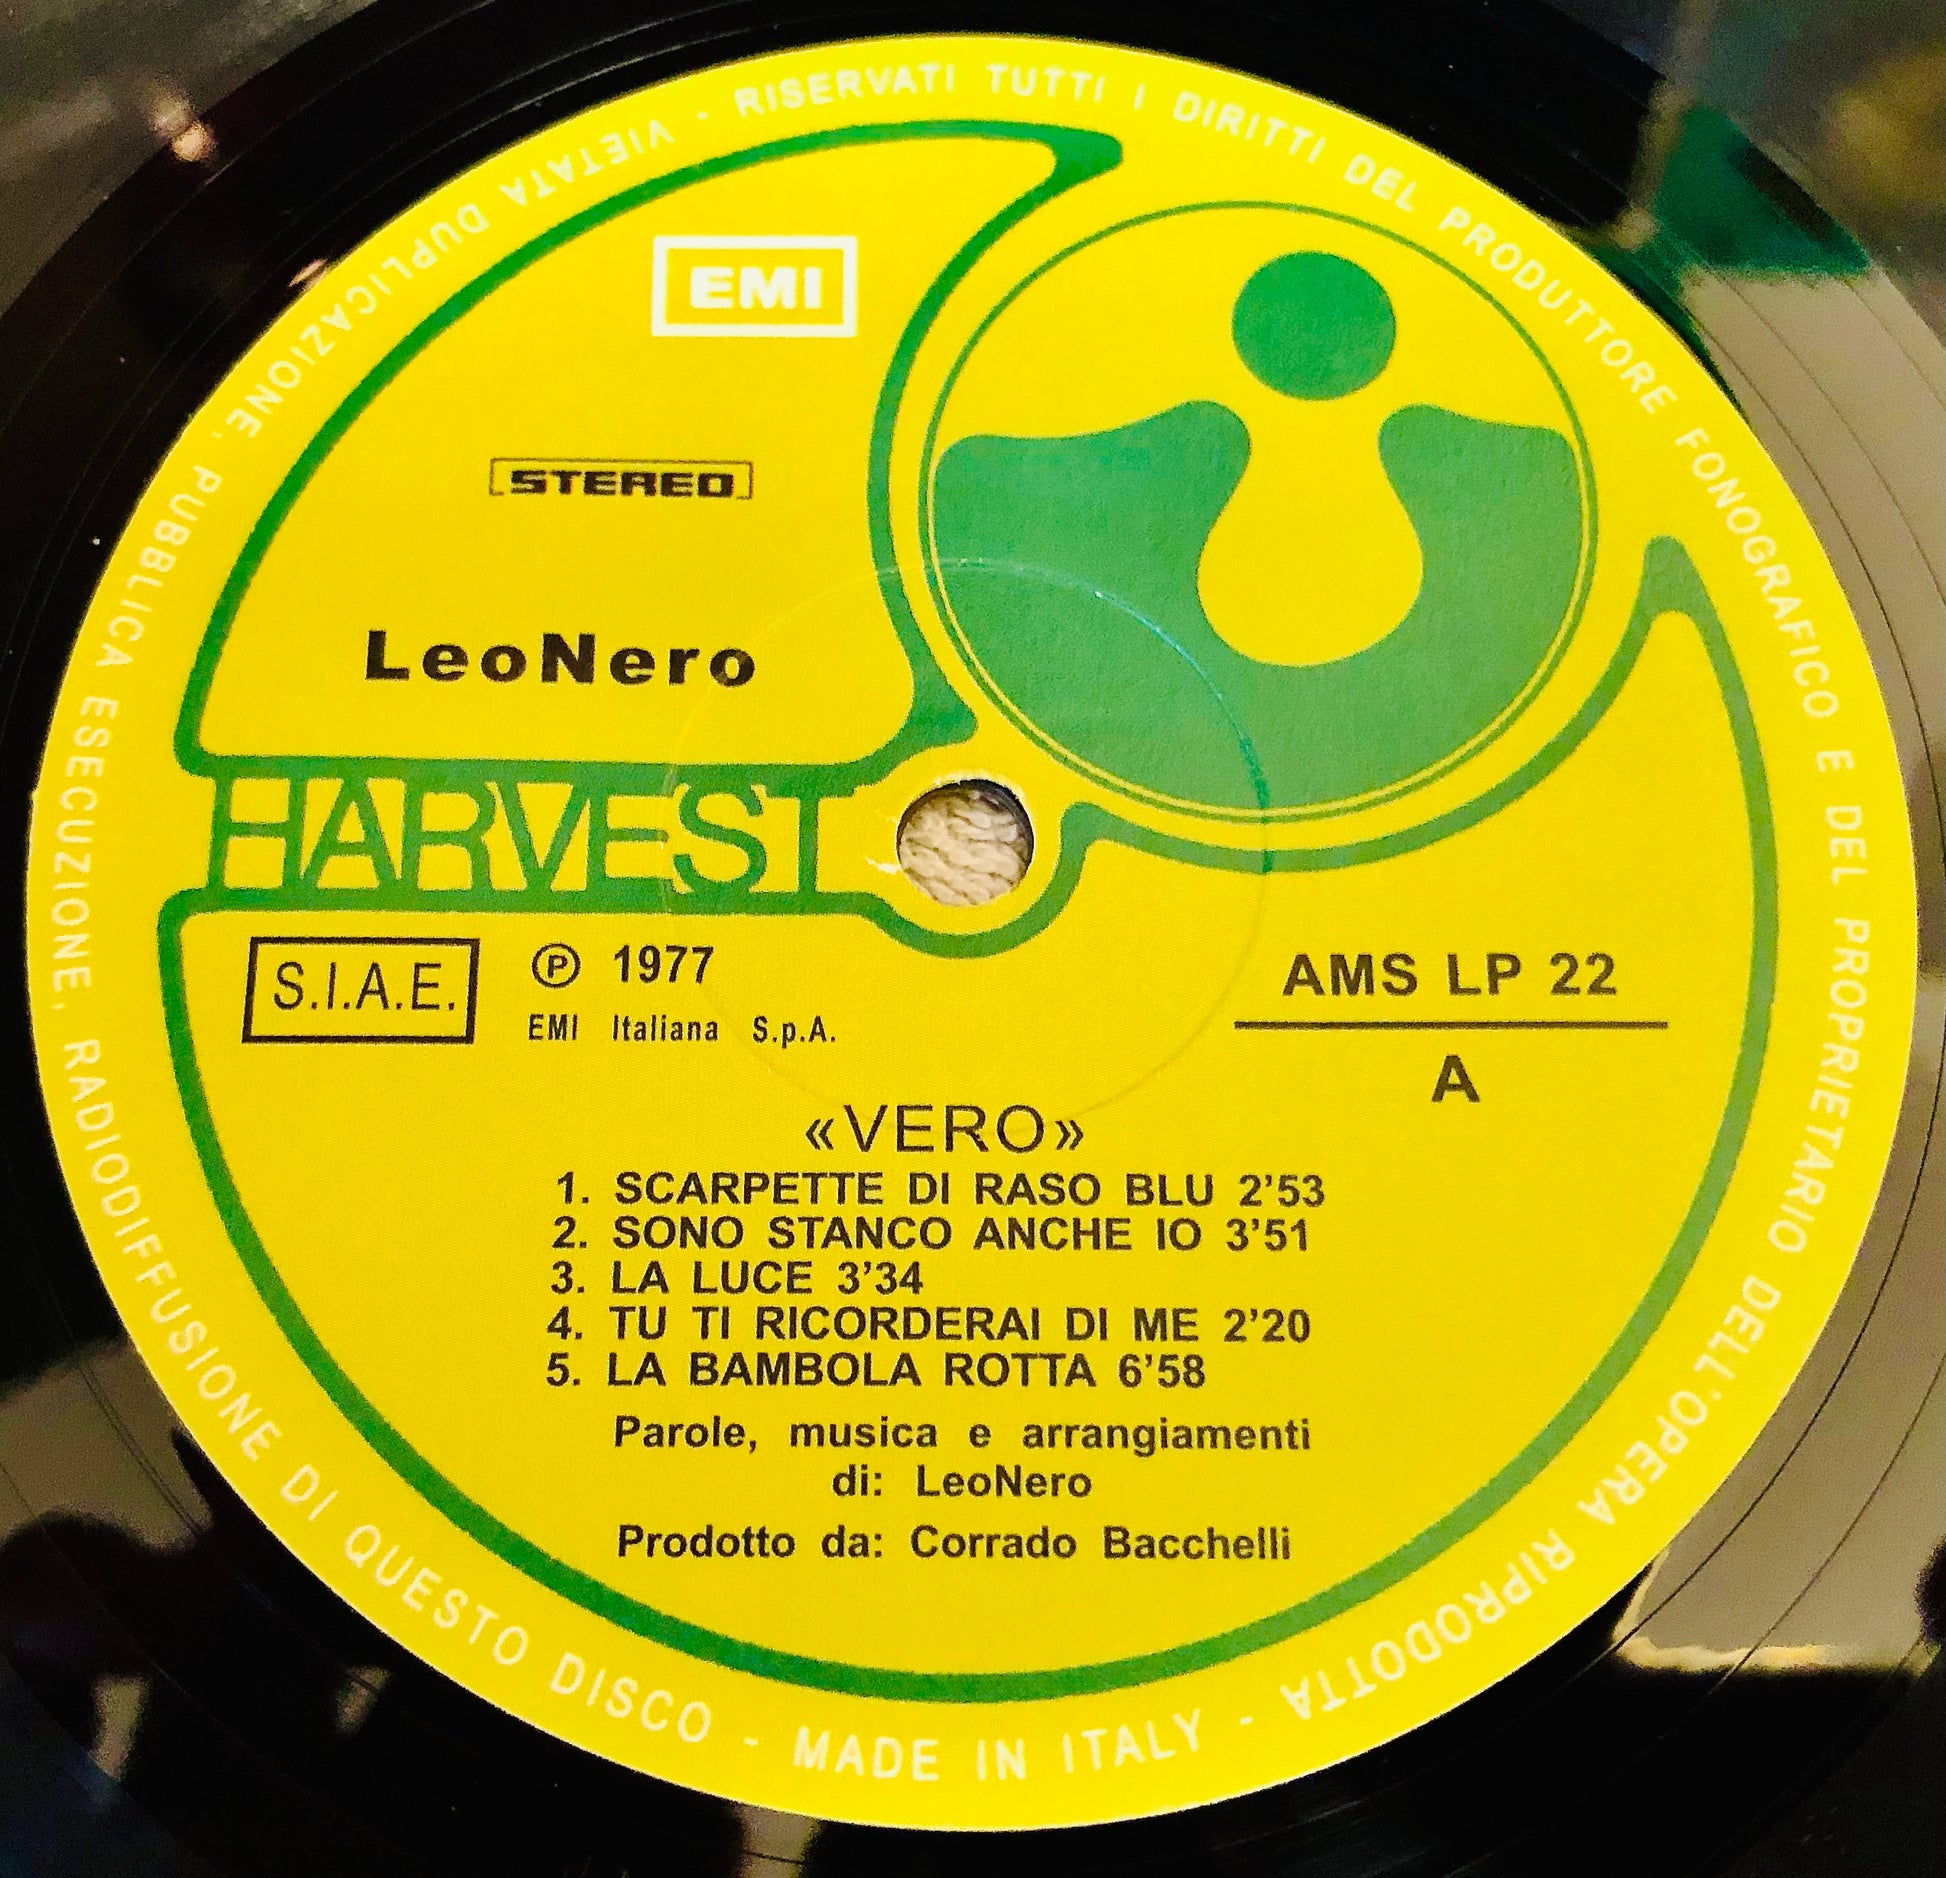 RISERVATI TUTTI I DIRITTI DEL PRODUTTORE FONOGRAFICO E DEL PROPRIETARIO DELL'OPERA RIPRODOTTA - MADE IN ITALY - VIETATA DUPLICAZIONE, PUBBLICA ESECUZIONE, RADIODIFFUSIONE DI QUESTO DISCO
EMI
STEREO
LeoNero
HARVEST
S.I.A.E.
Ⓟ 1977
EMI Italiana S.p.A.
AMS LP 22
A
«VERO»
1. SCARPETTE DI RASO BLU 2'53
2. SONO STANCO ANCHE IO 3'51
3. LA LUCE 3'34
4. TU TI RICORDERAI DI ME 2'20
5. LA BAMBOLA ROTTA 6'58
Parole, musica e arrangiamenti
di: LeoNero
Prodotto da: Corrado Bacchelli